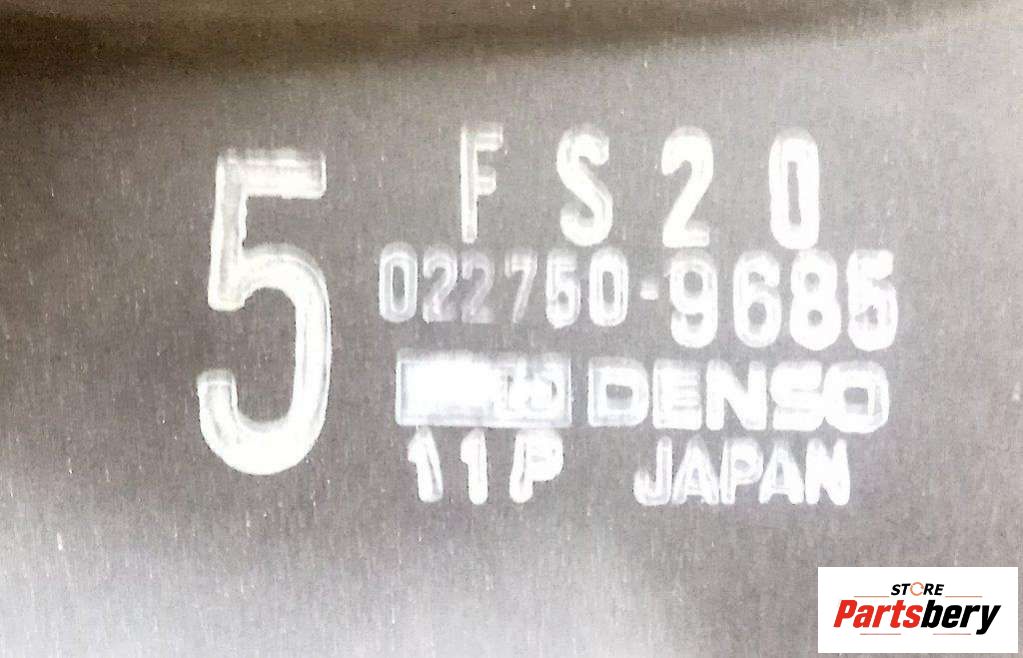 5
FS20
022750-9685
DENSO
11P JAPAN
STORE
Partsbery